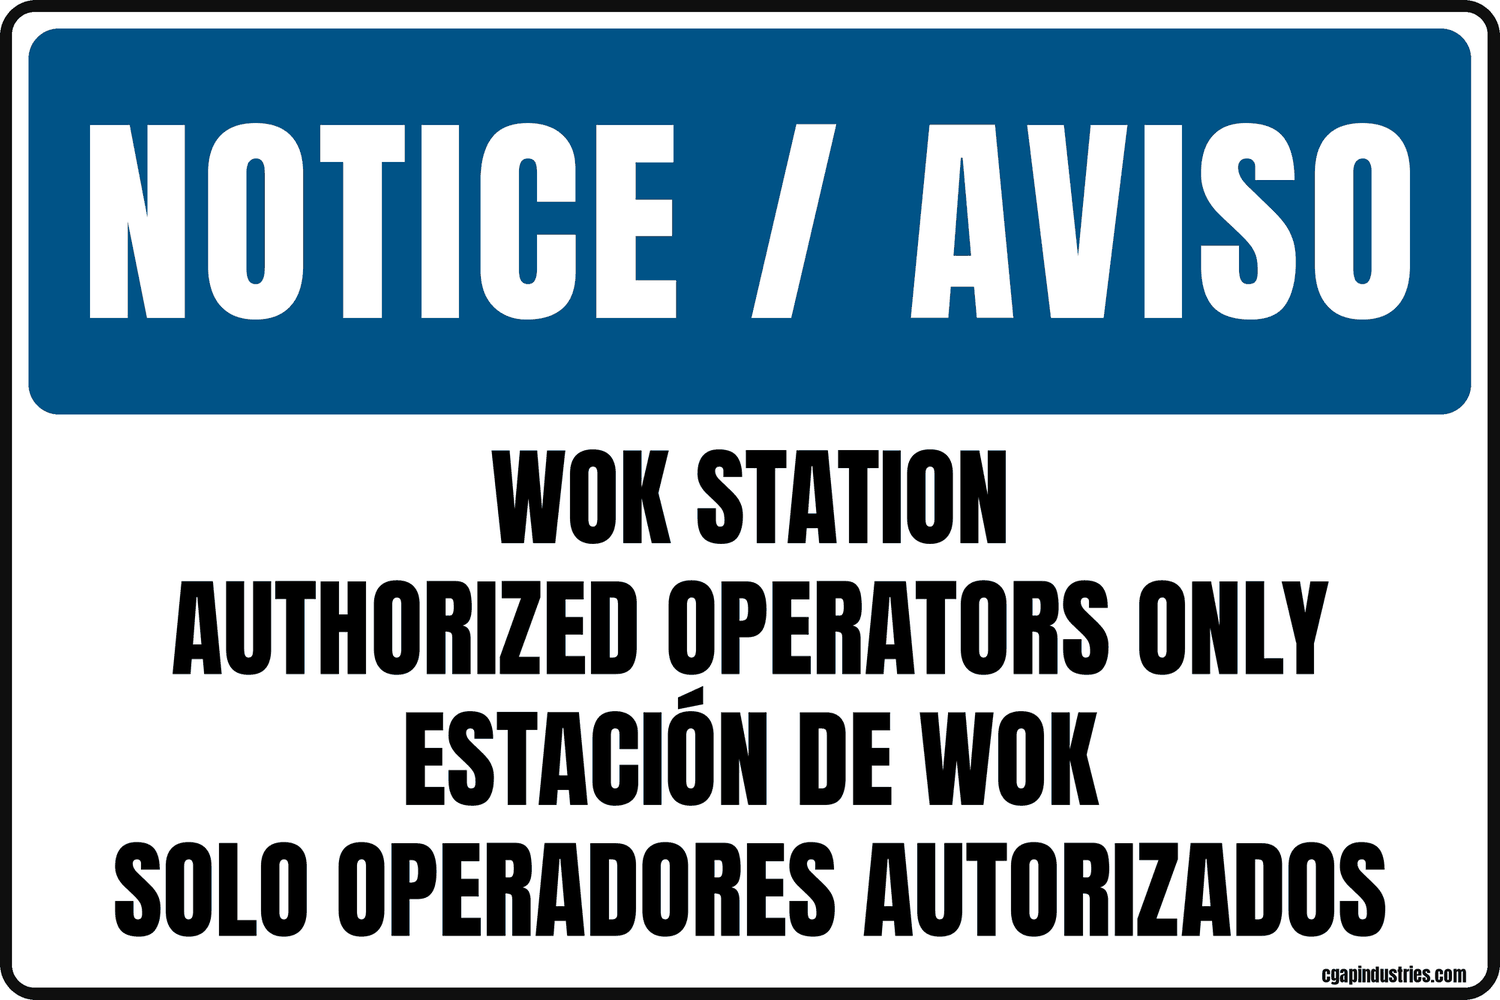 NOTICE / AVISO
WOK STATION
AUTHORIZED OPERATORS ONLY
ESTACIÓN DE WOK
SOLO OPERADORES AUTORIZADOS
cgapindustries.com